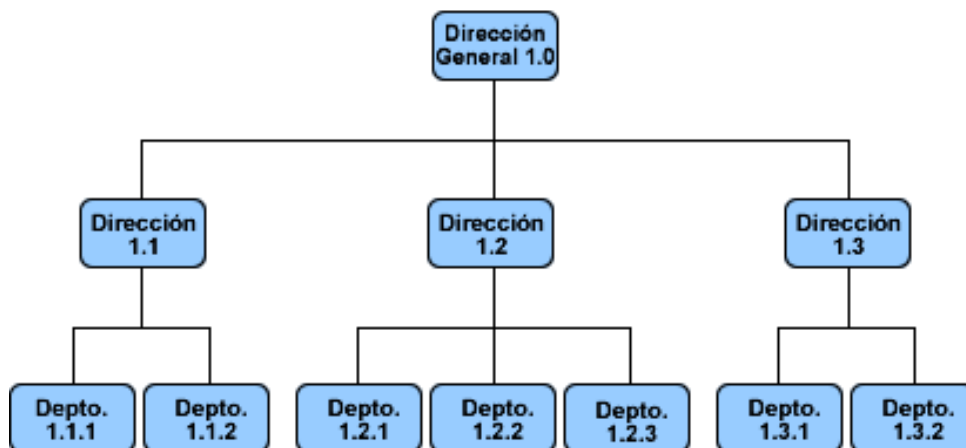 Dirección
General 1.0
Dirección
1.1
Dirección
1.2
Dirección
1.3
Depto.
1.1.1
Depto.
1.1.2
Depto.
1.2.1
Depto.
1.2.2
Depto.
1.2.3
Depto.
1.3.1
Depto.
1.3.2